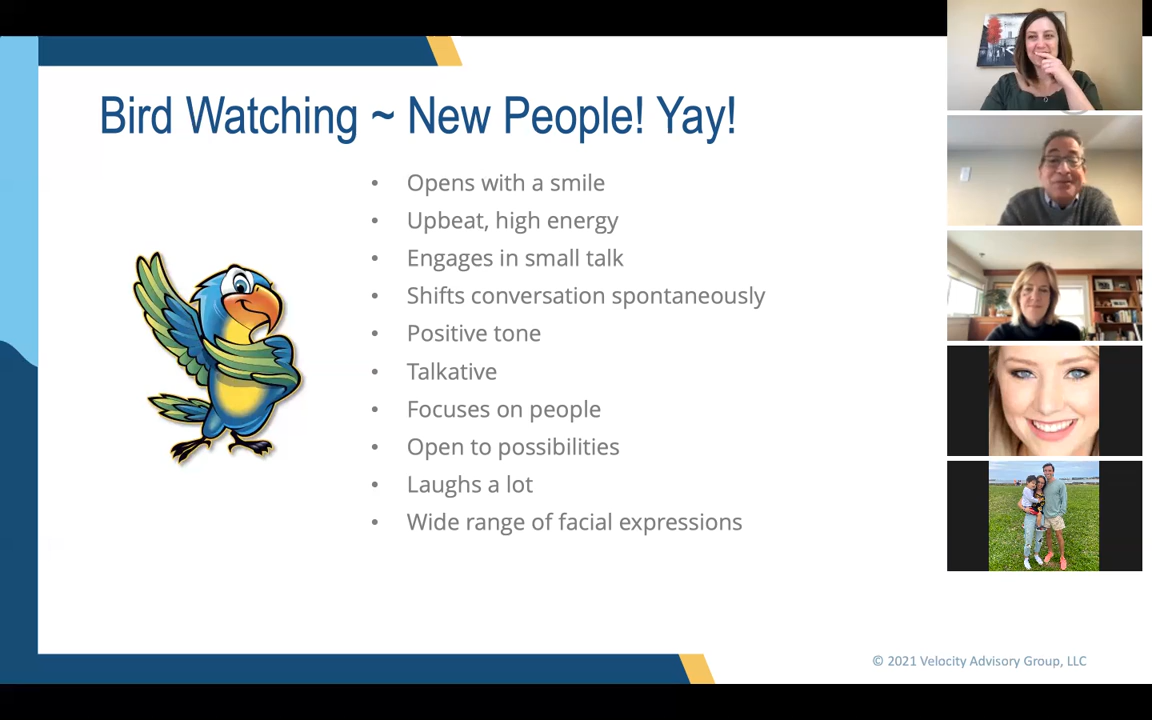 Bird Watching ~ New People! Yay!
• Opens with a smile
• Upbeat, high energy
• Engages in small talk
• Shifts conversation spontaneously
• Positive tone
• Talkative
• Focuses on people
• Open to possibilities
• Laughs a lot
• Wide range of facial expressions
© 2021 Velocity Advisory Group, LLC